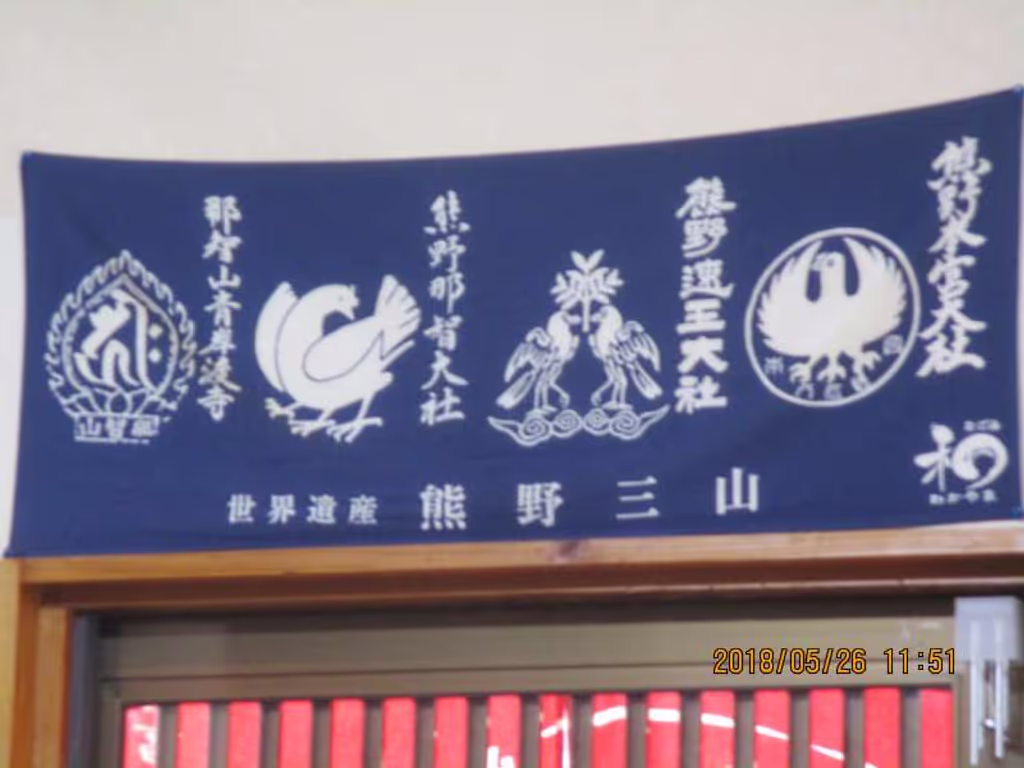 熊野本宮大社
熊野速玉大社
熊野那智大社
那智山青岸渡寺
世界遺産 熊野三山
和
2018/05/26 11:51